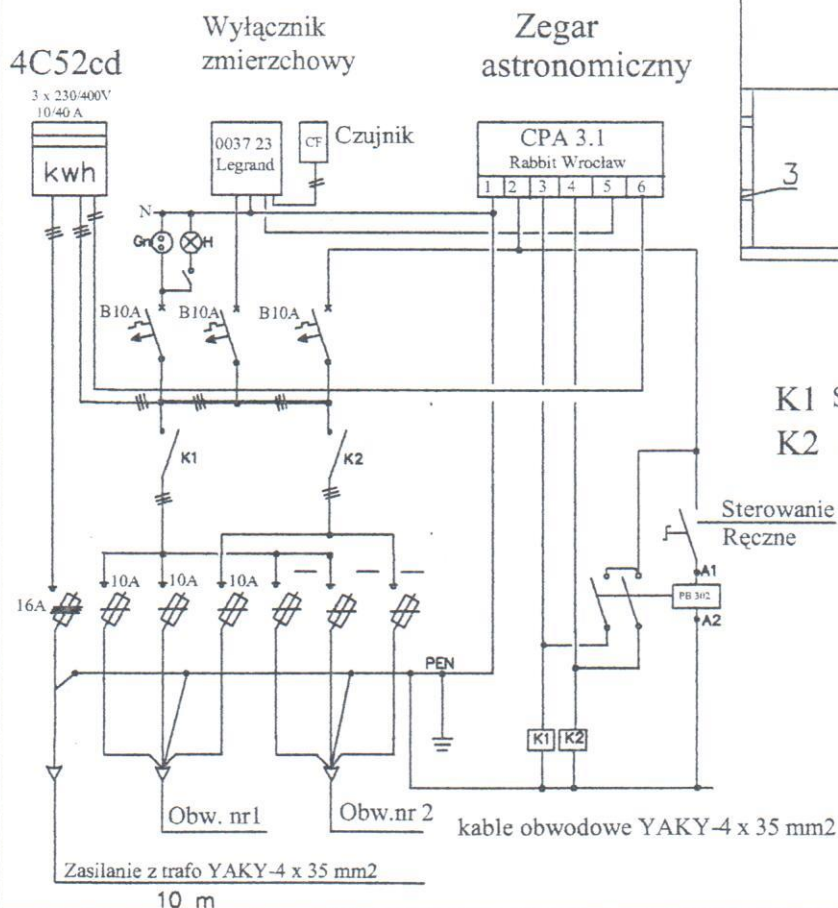 Wyłącznik
zmierzchowy
Zegar
astronomiczny
4C52cd
3 x 230/400V
10/40 A
kwh
0037 23
Legrand
CF
Czujnik
CPA 3.1
Rabbit Wrocław
1 2 3 4 5 6
3
N
Gn
H
B10A
B10A
B10A
K1
K2
K1 S
K2
Sterowanie
Ręczne
A1
PB 302
A2
16A
10A
10A
10A
PEN
K1
K2
Obw. nr1
Obw.nr 2
kable obwodowe YAKY-4 x 35 mm2
Zasilanie z trafo YAKY-4 x 35 mm2
10 m